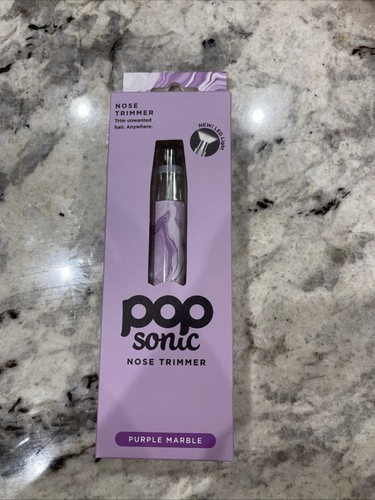 NOSE
TRIMMER
Trim unwanted
hair. Anywhere.
NEW! LED Light
pop
sonic
NOSE TRIMMER
PURPLE MARBLE